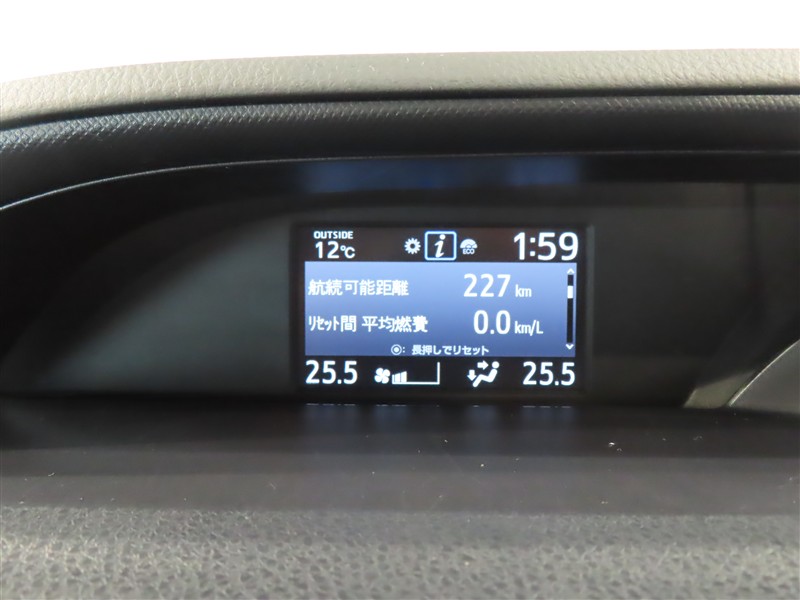 OUTSIDE
12℃ i ECO 1:59
航続可能距離 227 km
ﾘｾｯﾄ間 平均燃費 0.0 km/L
◉: 長押しでリセット
25.5 25.5